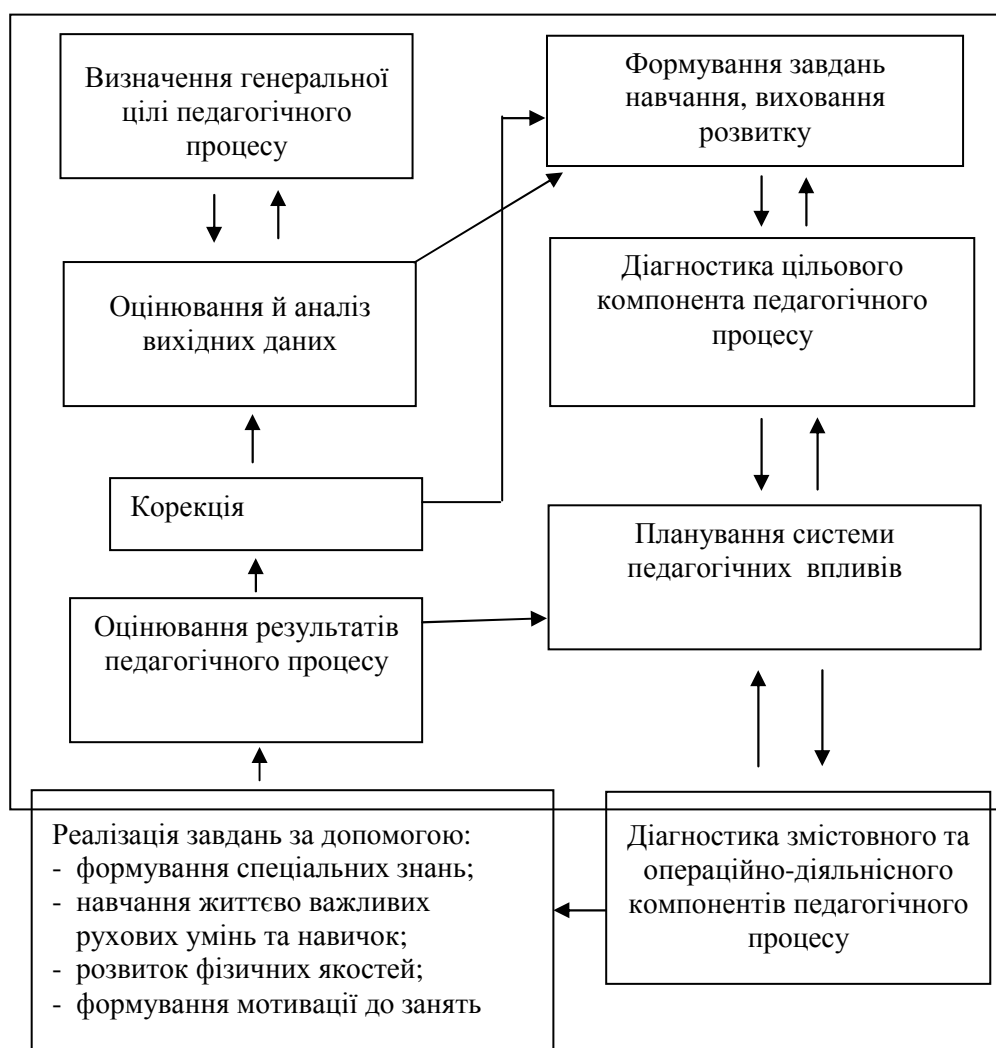 Визначення генеральної
цілі педагогічного
процесу
Формування завдань
навчання, виховання
розвитку
Оцінювання й аналіз
вихідних даних
Діагностика цільового
компонента педагогічного
процесу
Корекція
Планування системи
педагогічних впливів
Оцінювання результатів
педагогічного процесу
Реалізація завдань за допомогою:
- формування спеціальних знань;
- навчання життєво важливих
рухових умінь та навичок;
- розвиток фізичних якостей;
- формування мотивації до занять
Діагностика змістовного та
операційно-діяльнісного
компонентів педагогічного
процесу